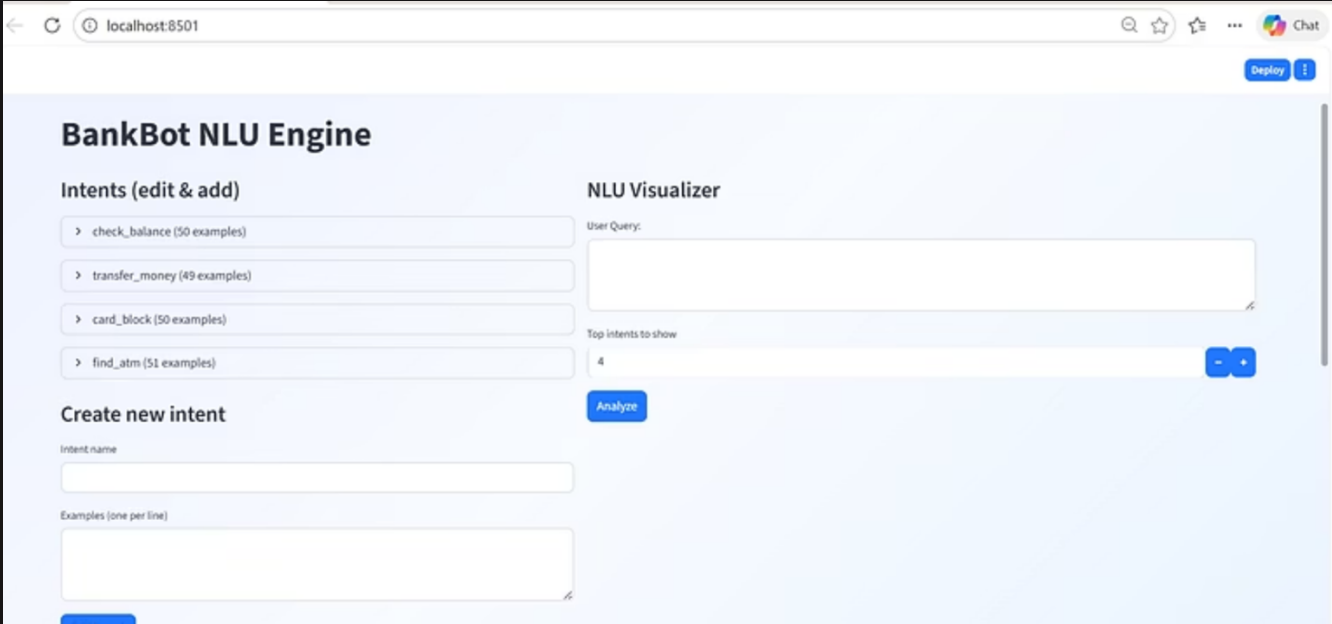 localhost:8501
Chat
Deploy
BankBot NLU Engine
Intents (edit & add)
check_balance (50 examples)
transfer_money (49 examples)
card_block (50 examples)
find_atm (51 examples)
Create new intent
Intent name
Examples (one per line)
NLU Visualizer
User Query:
Top intents to show
4
Analyze